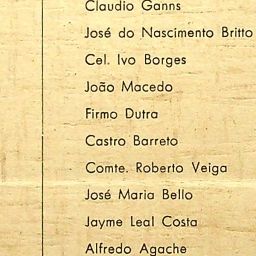 Claudio Ganns
José do Nascimento Britto
Cel. Ivo Borges
João Macedo
Firmo Dutra
Castro Barreto
Comte. Roberto Veiga
José Maria Bello
Jayme Leal Costa
Alfredo Agache